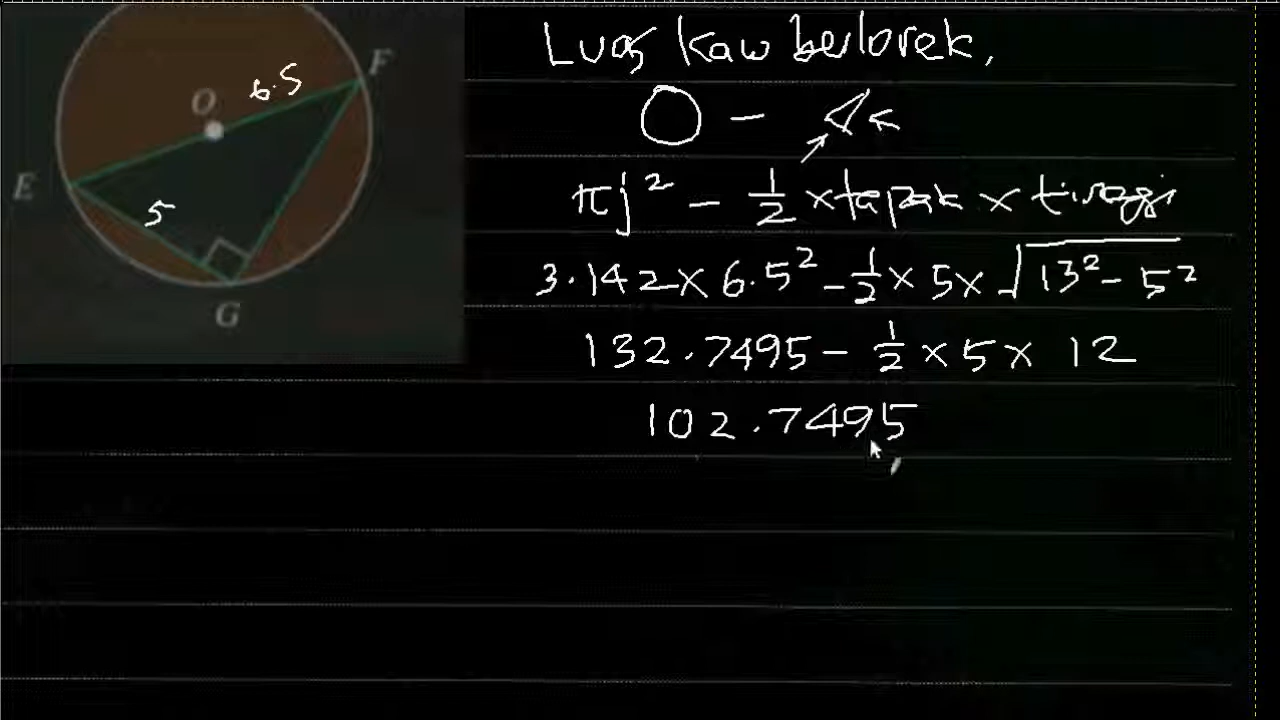 F
6.5
O
E
5
G
Luas Kaw berlorek,
O - Δ
πj² - 1/2 × tapak × tinggi
3.142 × 6.5² - 1/2 × 5 × √(13² - 5²)
132.7495 - 1/2 × 5 × 12
102.7495